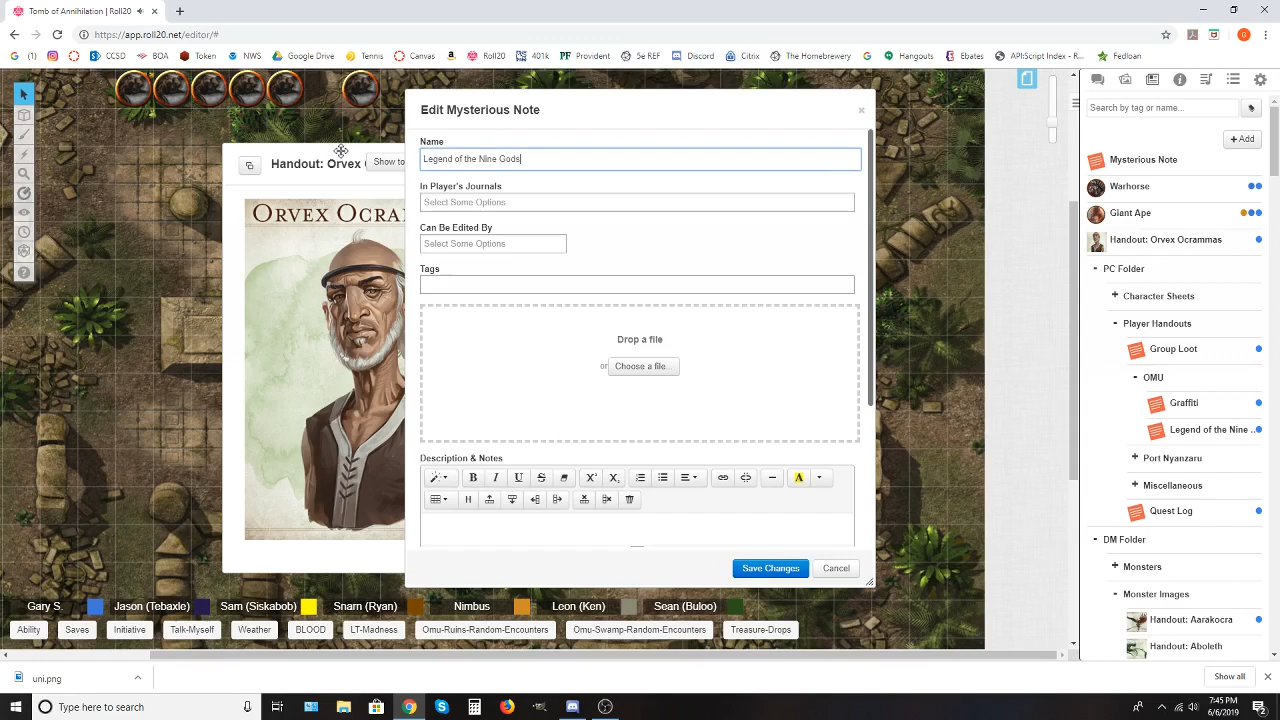 Tomb of Annihilation | Roll20
https://app.roll20.net/editor/#
(1)
CCSD
BOA
NWS
Google Drive
Tennis
Canvas
Tombo
Roll20
401k
Provident
Se REF
Discord
Citrix
The Homebrewery
Hangouts
Ebates
APIScript Index - R...
Fedloan
Edit Mysterious Note
Name
Legend of the Nine Gods
In Player's Journals
Select Some Options
Can Be Edited By
Select Some Options
Tags
Drop a file
or Choose a file...
Description & Notes
B I U S
H
A
Save Changes
Cancel
Handout: Orvex
Show to
ORVEX OCRA
Search by tag or name...
+ Add
Mysterious Note
Warhorse
Giant Ape
Handout: Orvex Ocrammas
PC Folder
Character Sheets
Player Handouts
Group Loot
OMU
Graffiti
Legend of the Nine ...
Port Nyanzaru
Miscellaneous
Quest Log
DM Folder
Monsters
Monster Images
Handout: Aarakocra
Handout: Aboleth
Gary S.
Jason (Tebaxle)
Sam (Siskabob)
Snarn (Ryan)
Nimbus
Leon (Ken)
Sean (Buloo)
Ability
Saves
Initiative
Talk-Myself
Weather
BLOOD
LT-Madness
Omu-Ruins-Random-Encounters
Omu-Swamp-Random-Encounters
Treasure-Drops
uni.png
Show all
Type here to search
7:45 PM
6/6/2019